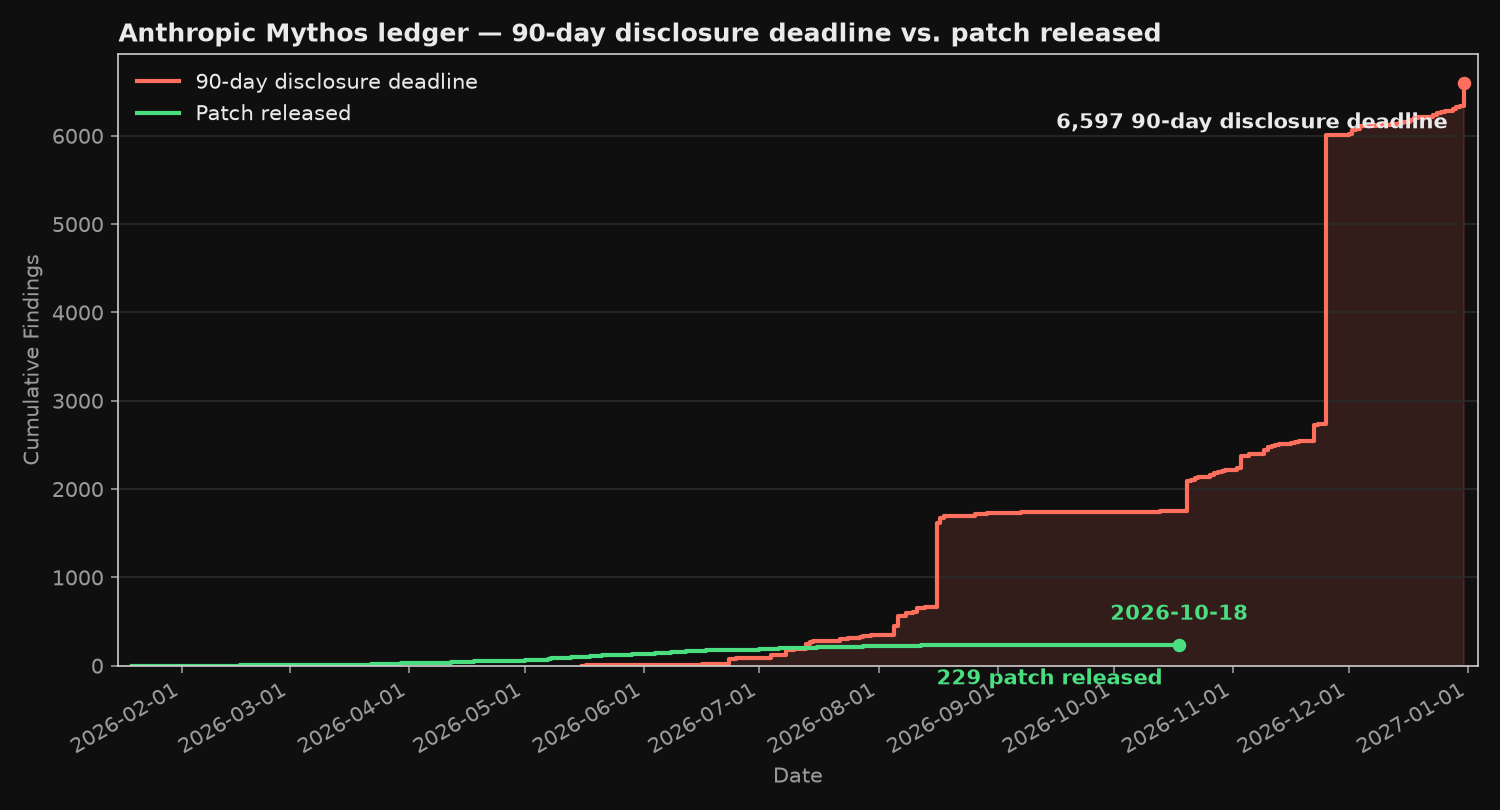 Anthropic Mythos ledger — 90-day disclosure deadline vs. patch released
90-day disclosure deadline
Patch released
6,597 90-day disclosure deadline
6000
5000
4000
3000
2000
1000
0
Cumulative Findings
2026-10-18
229 patch released
2026-02-01
2026-03-01
2026-04-01
2026-05-01
2026-06-01
2026-07-01
2026-08-01
2026-09-01
2026-10-01
2026-11-01
2026-12-01
2027-01-01
Date